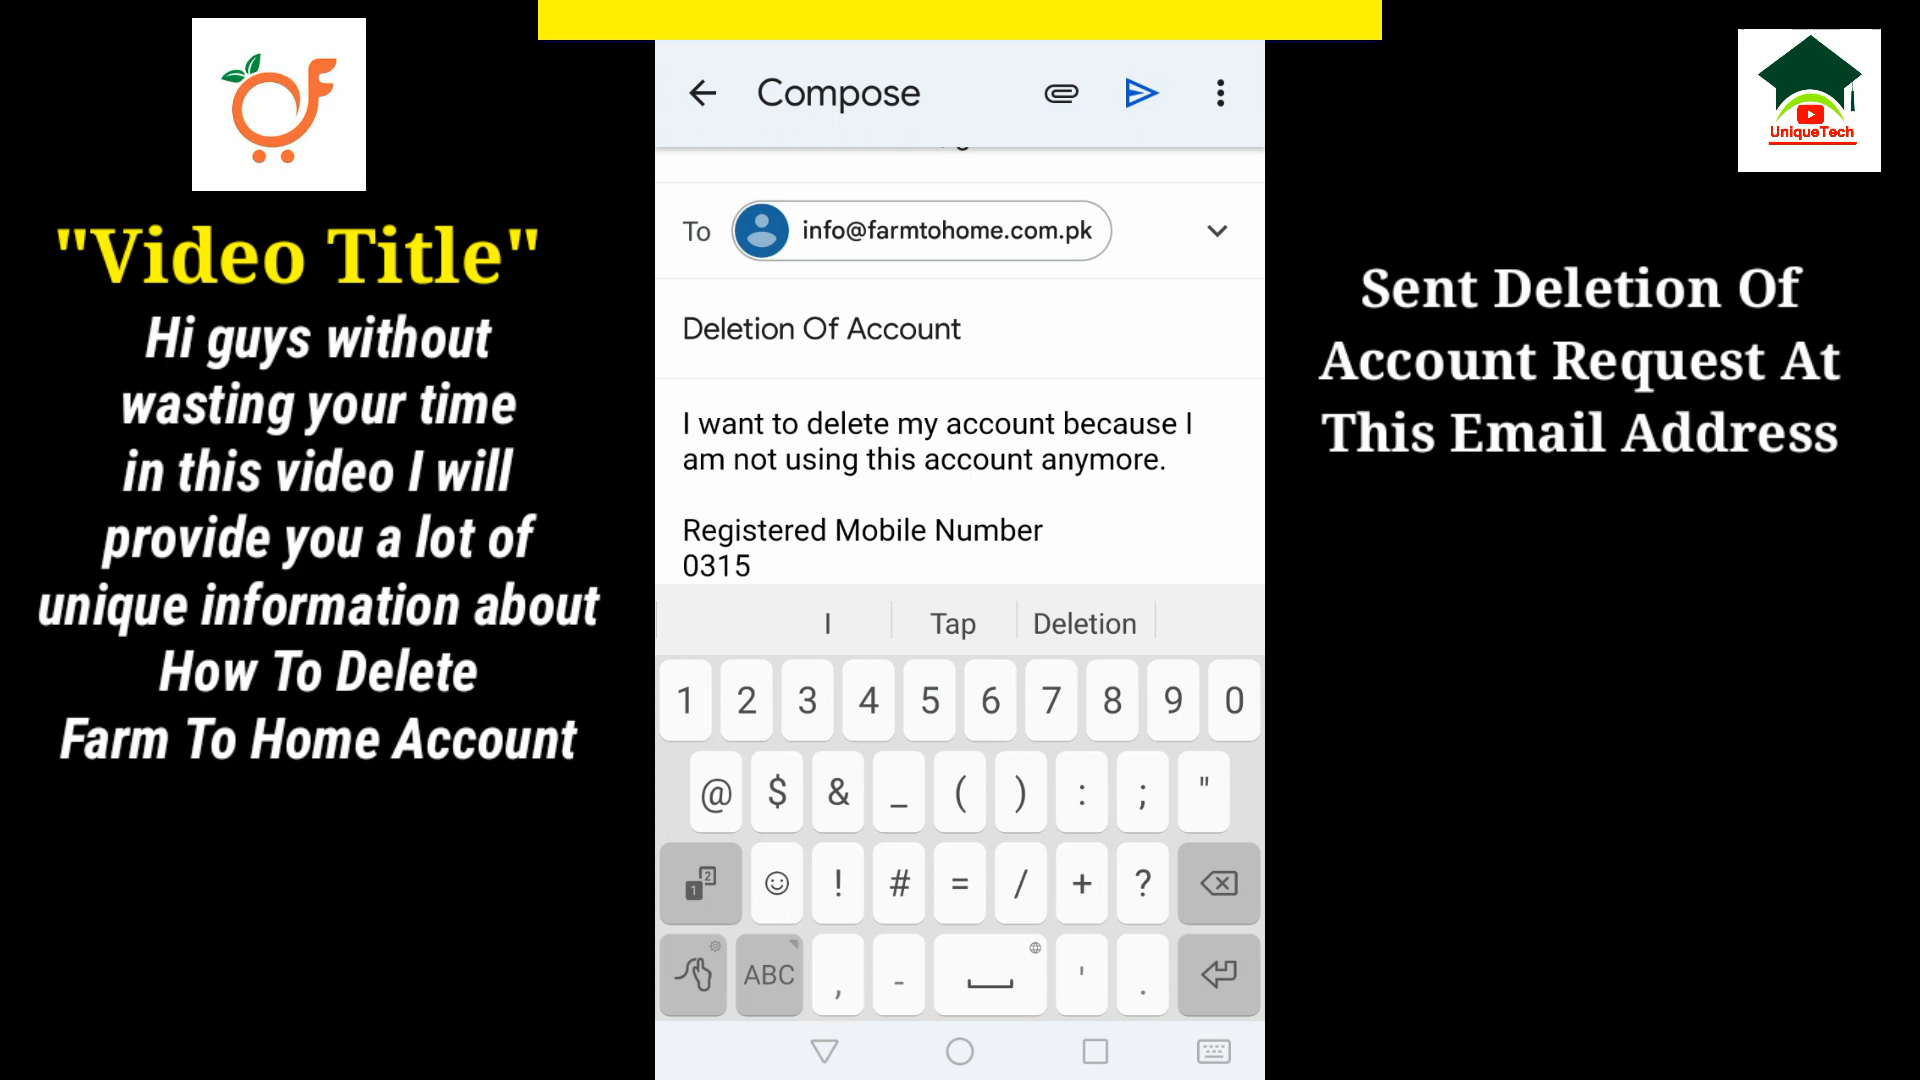 "Video Title"
Hi guys without
wasting your time
in this video I will
provide you a lot of
unique information about
How To Delete
Farm To Home Account
Compose
To info@farmtohome.com.pk
Deletion Of Account
I want to delete my account because I
am not using this account anymore.
Registered Mobile Number
0315
I Tap Deletion
1 2 3 4 5 6 7 8 9 0
@ $ & _ ( ) : ; "
1 2 ! # = / + ?
ABC , - ' .
UniqueTech
Sent Deletion Of
Account Request At
This Email Address